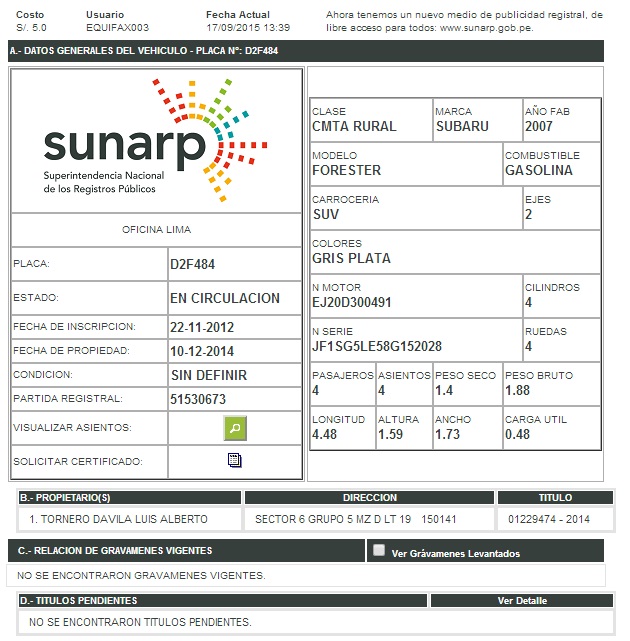 Costo Usuario Fecha Actual Ahora tenemos un nuevo medio de publicidad registral, de
S/. 5.0 EQUIFAX003 17/09/2015 13:39 libre acceso para todos: www.sunarp.gob.pe.
A.- DATOS GENERALES DEL VEHICULO - PLACA Nº: D2F484
sunarp
Superintendencia Nacional
de los Registros Públicos
OFICINA LIMA
PLACA: D2F484
ESTADO: EN CIRCULACION
FECHA DE INSCRIPCION: 22-11-2012
FECHA DE PROPIEDAD: 10-12-2014
CONDICION: SIN DEFINIR
PARTIDA REGISTRAL: 51530673
VISUALIZAR ASIENTOS:
SOLICITAR CERTIFICADO:
CLASE MARCA AÑO FAB
CMTA RURAL SUBARU 2007
MODELO COMBUSTIBLE
FORESTER GASOLINA
CARROCERIA EJES
SUV 2
COLORES
GRIS PLATA
N MOTOR CILINDROS
EJ20D300491 4
N SERIE RUEDAS
JF1SG5LE58G152028 4
PASAJEROS ASIENTOS PESO SECO PESO BRUTO
4 4 1.4 1.88
LONGITUD ALTURA ANCHO CARGA UTIL
4.48 1.59 1.73 0.48
B.- PROPIETARIO(S) DIRECCION TITULO
1. TORNERO DAVILA LUIS ALBERTO SECTOR 6 GRUPO 5 MZ D LT 19 150141 01229474 - 2014
C.- RELACION DE GRAVAMENES VIGENTES Ver Grávamenes Levantados
NO SE ENCONTRARON GRAVAMENES VIGENTES.
D.- TITULOS PENDIENTES Ver Detalle
NO SE ENCONTRARON TITULOS PENDIENTES.